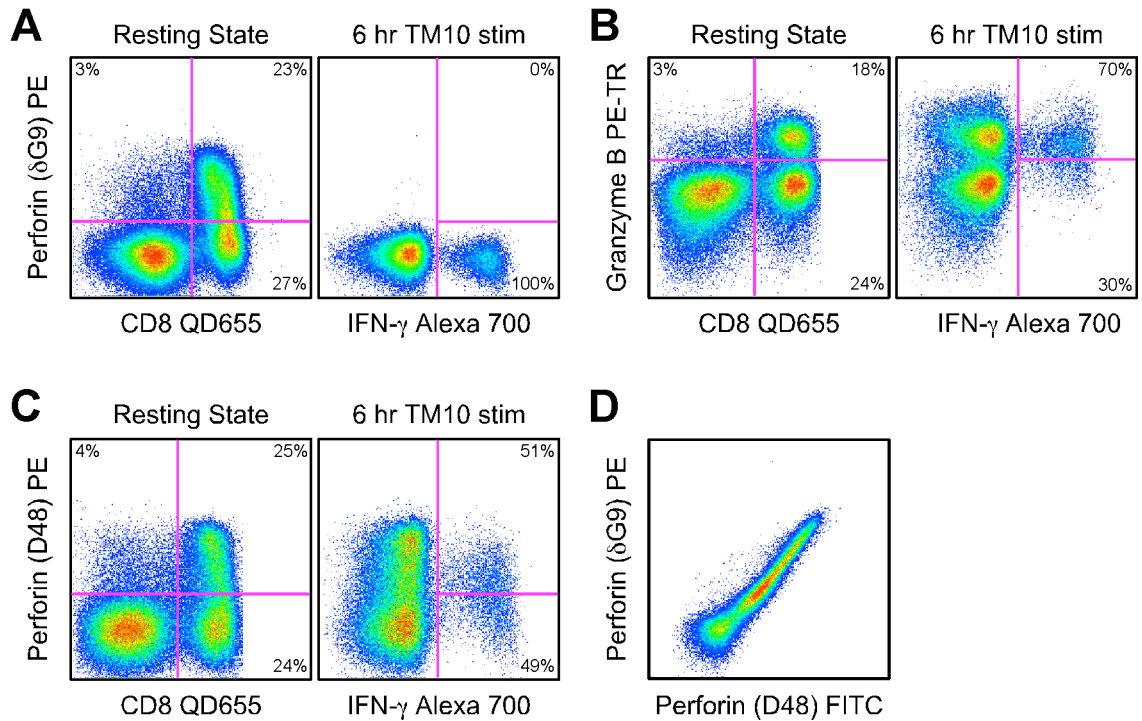 A
Resting State
6 hr TM10 stim
Perforin (δG9) PE
3%
23%
27%
0%
100%
CD8 QD655
IFN-γ Alexa 700
B
Resting State
6 hr TM10 stim
Granzyme B PE-TR
3%
18%
24%
70%
30%
CD8 QD655
IFN-γ Alexa 700
C
Resting State
6 hr TM10 stim
Perforin (D48) PE
4%
25%
24%
51%
49%
CD8 QD655
IFN-γ Alexa 700
D
Perforin (δG9) PE
Perforin (D48) FITC